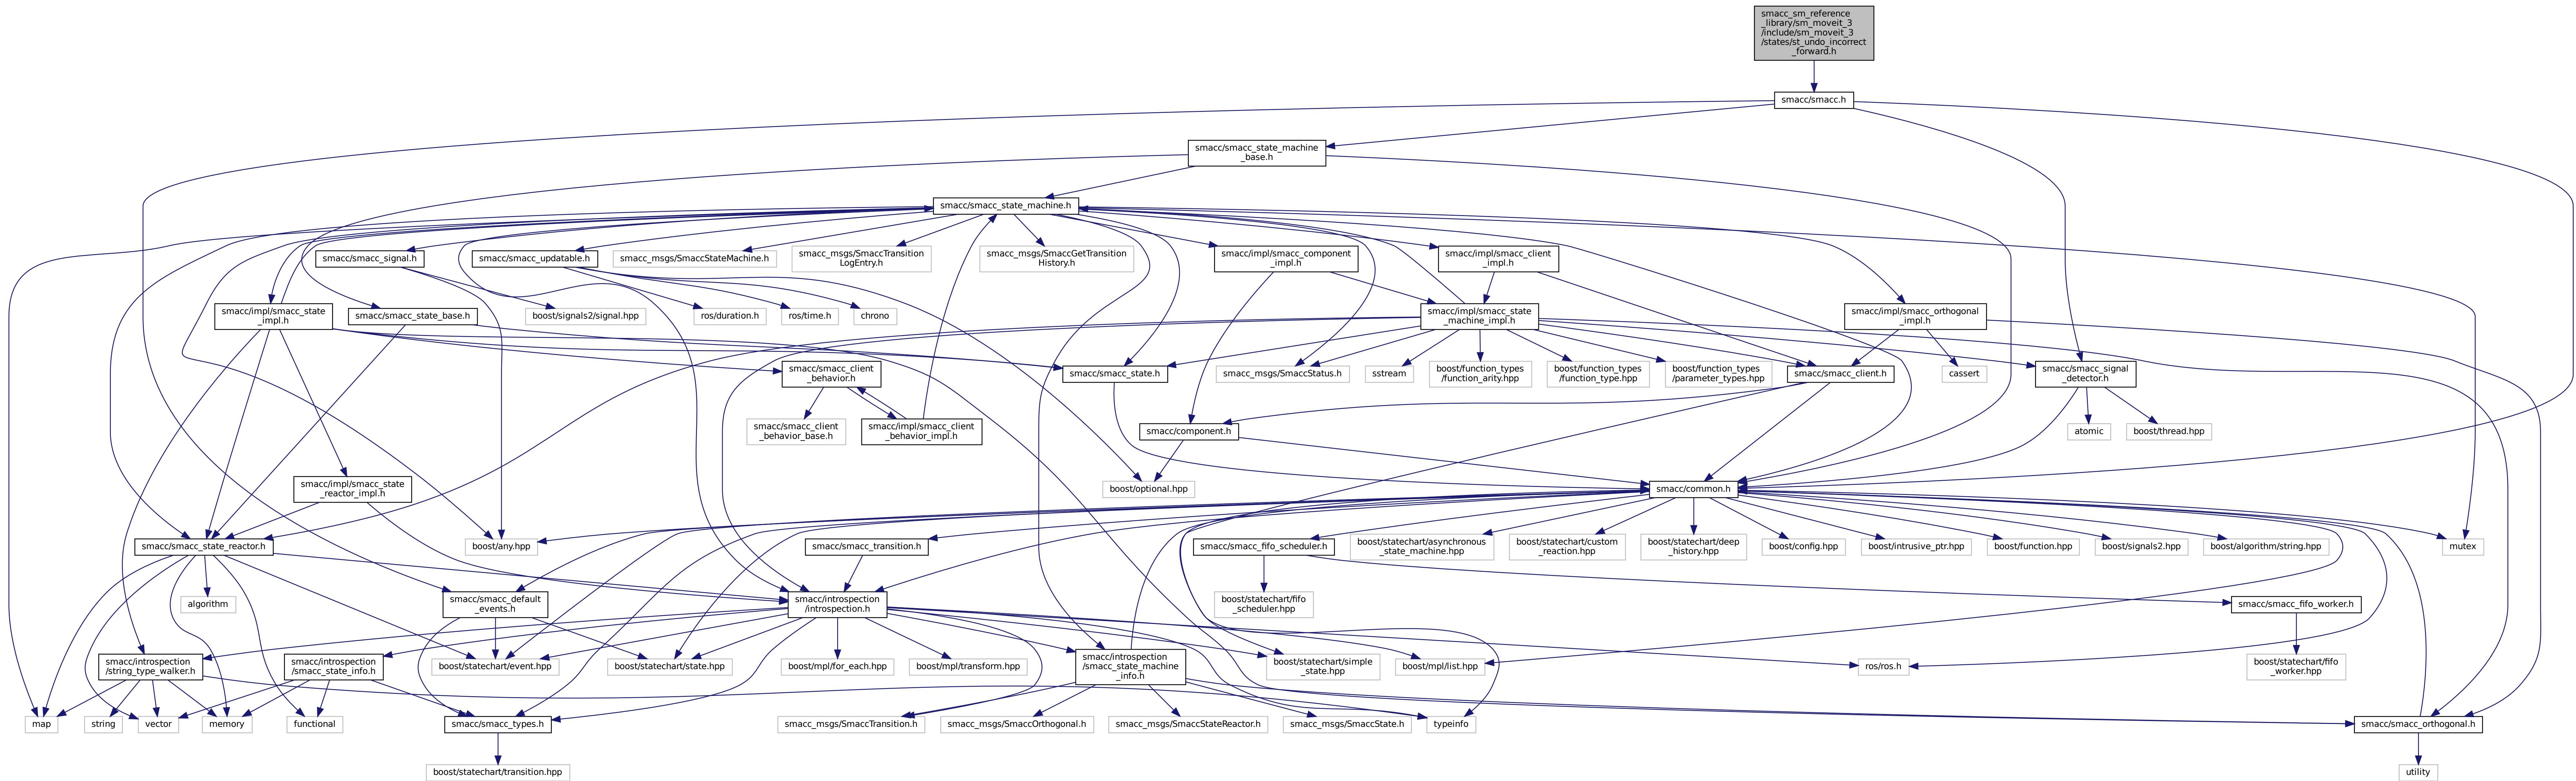 smacc_sm_reference
_library/sm_moveit_3
/include/sm_moveit_3
/states/st_undo_incorrect
_forward.h
smacc/smacc.h
smacc/smacc_state_machine
_base.h
smacc/smacc_state_machine.h
smacc/smacc_signal.h
smacc/smacc_updatable.h
smacc_msgs/SmaccStateMachine.h
smacc_msgs/SmaccTransition
LogEntry.h
smacc_msgs/SmaccGetTransition
History.h
smacc/impl/smacc_component
_impl.h
smacc/impl/smacc_client
_impl.h
smacc/impl/smacc_state
_impl.h
smacc/smacc_state_base.h
boost/signals2/signal.hpp
ros/duration.h
ros/time.h
chrono
smacc/impl/smacc_state
_machine_impl.h
smacc/impl/smacc_orthogonal
_impl.h
smacc/smacc_client
_behavior.h
smacc/smacc_state.h
smacc_msgs/SmaccStatus.h
sstream
boost/function_types
/function_arity.hpp
boost/function_types
/function_type.hpp
boost/function_types
/parameter_types.hpp
smacc/smacc_client.h
cassert
smacc/smacc_signal
_detector.h
smacc/smacc_client
_behavior_base.h
smacc/impl/smacc_client
_behavior_impl.h
smacc/component.h
atomic
boost/thread.hpp
smacc/impl/smacc_state
_reactor_impl.h
boost/optional.hpp
smacc/common.h
smacc/smacc_state_reactor.h
boost/any.hpp
smacc/smacc_transition.h
smacc/smacc_fifo_scheduler.h
boost/statechart/asynchronous
_state_machine.hpp
boost/statechart/custom
_reaction.hpp
boost/statechart/deep
_history.hpp
boost/config.hpp
boost/intrusive_ptr.hpp
boost/function.hpp
boost/signals2.hpp
boost/algorithm/string.hpp
mutex
algorithm
smacc/smacc_default
_events.h
smacc/introspection
/introspection.h
boost/statechart/fifo
_scheduler.hpp
smacc/smacc_fifo_worker.h
smacc/introspection
/string_type_walker.h
smacc/introspection
/smacc_state_info.h
boost/statechart/event.hpp
boost/statechart/state.hpp
boost/mpl/for_each.hpp
boost/mpl/transform.hpp
smacc/introspection
/smacc_state_machine
_info.h
boost/statechart/simple
_state.hpp
boost/mpl/list.hpp
ros/ros.h
boost/statechart/fifo
_worker.hpp
map
string
vector
memory
functional
smacc/smacc_types.h
smacc_msgs/SmaccTransition.h
smacc_msgs/SmaccOrthogonal.h
smacc_msgs/SmaccStateReactor.h
smacc_msgs/SmaccState.h
typeinfo
smacc/smacc_orthogonal.h
boost/statechart/transition.hpp
utility